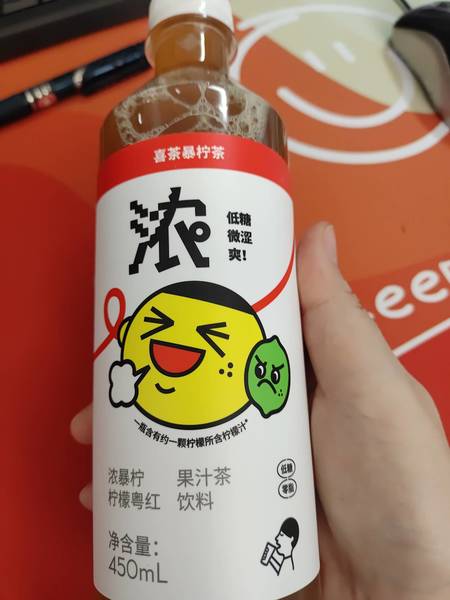 喜茶暴柠茶
浓
低糖
微涩
爽!
一瓶含有约一颗柠檬所含柠檬汁*
浓暴柠 果汁茶
柠檬粤红 饮料
低糖
零脂
净含量:
450mL